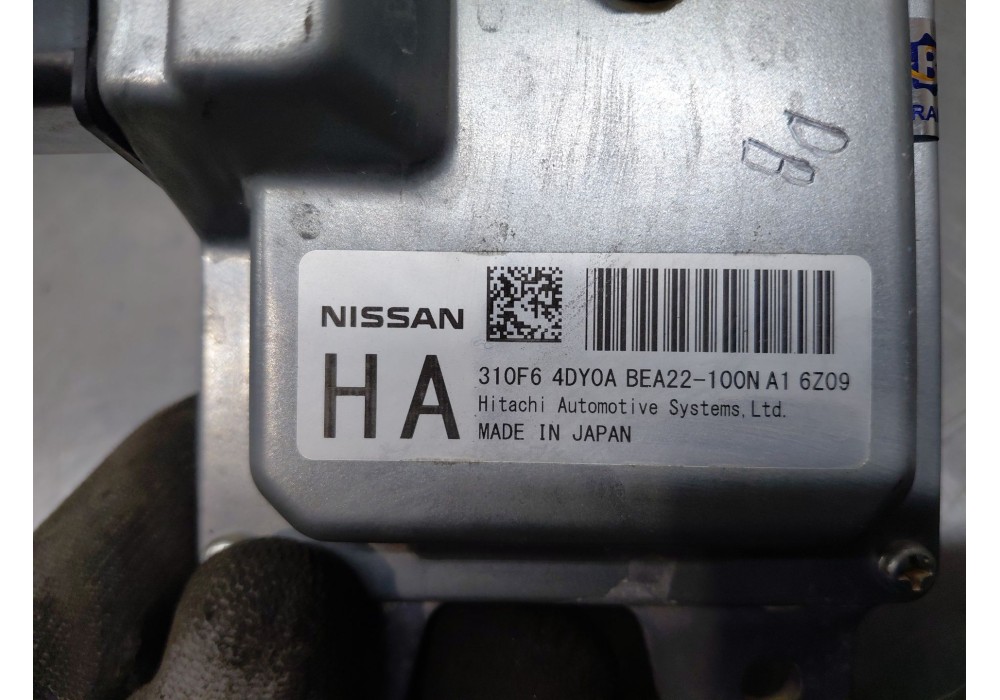 NISSAN
HA
310F6 4DY0A BEA22-100N A1 6Z09
Hitachi Automotive Systems, Ltd.
MADE IN JAPAN